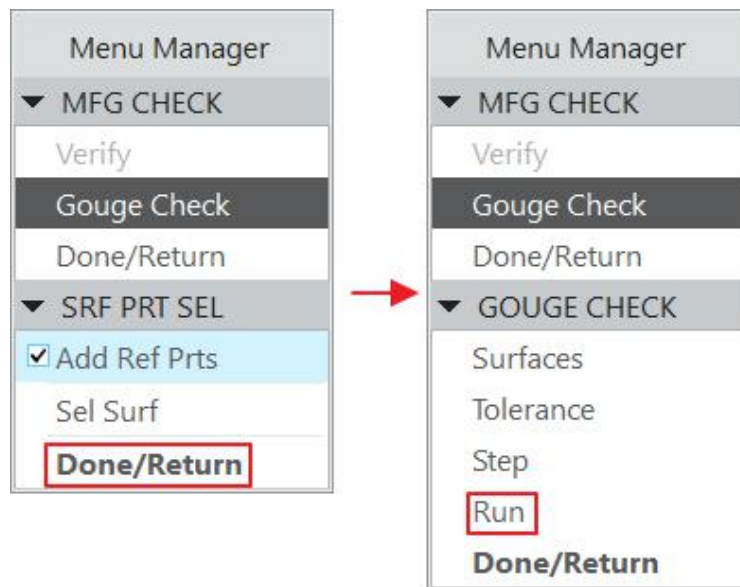 Menu Manager
MFG CHECK
Verify
Gouge Check
Done/Return
SRF PRT SEL
Add Ref Prts
Sel Surf
Done/Return
Menu Manager
MFG CHECK
Verify
Gouge Check
Done/Return
GOUGE CHECK
Surfaces
Tolerance
Step
Run
Done/Return